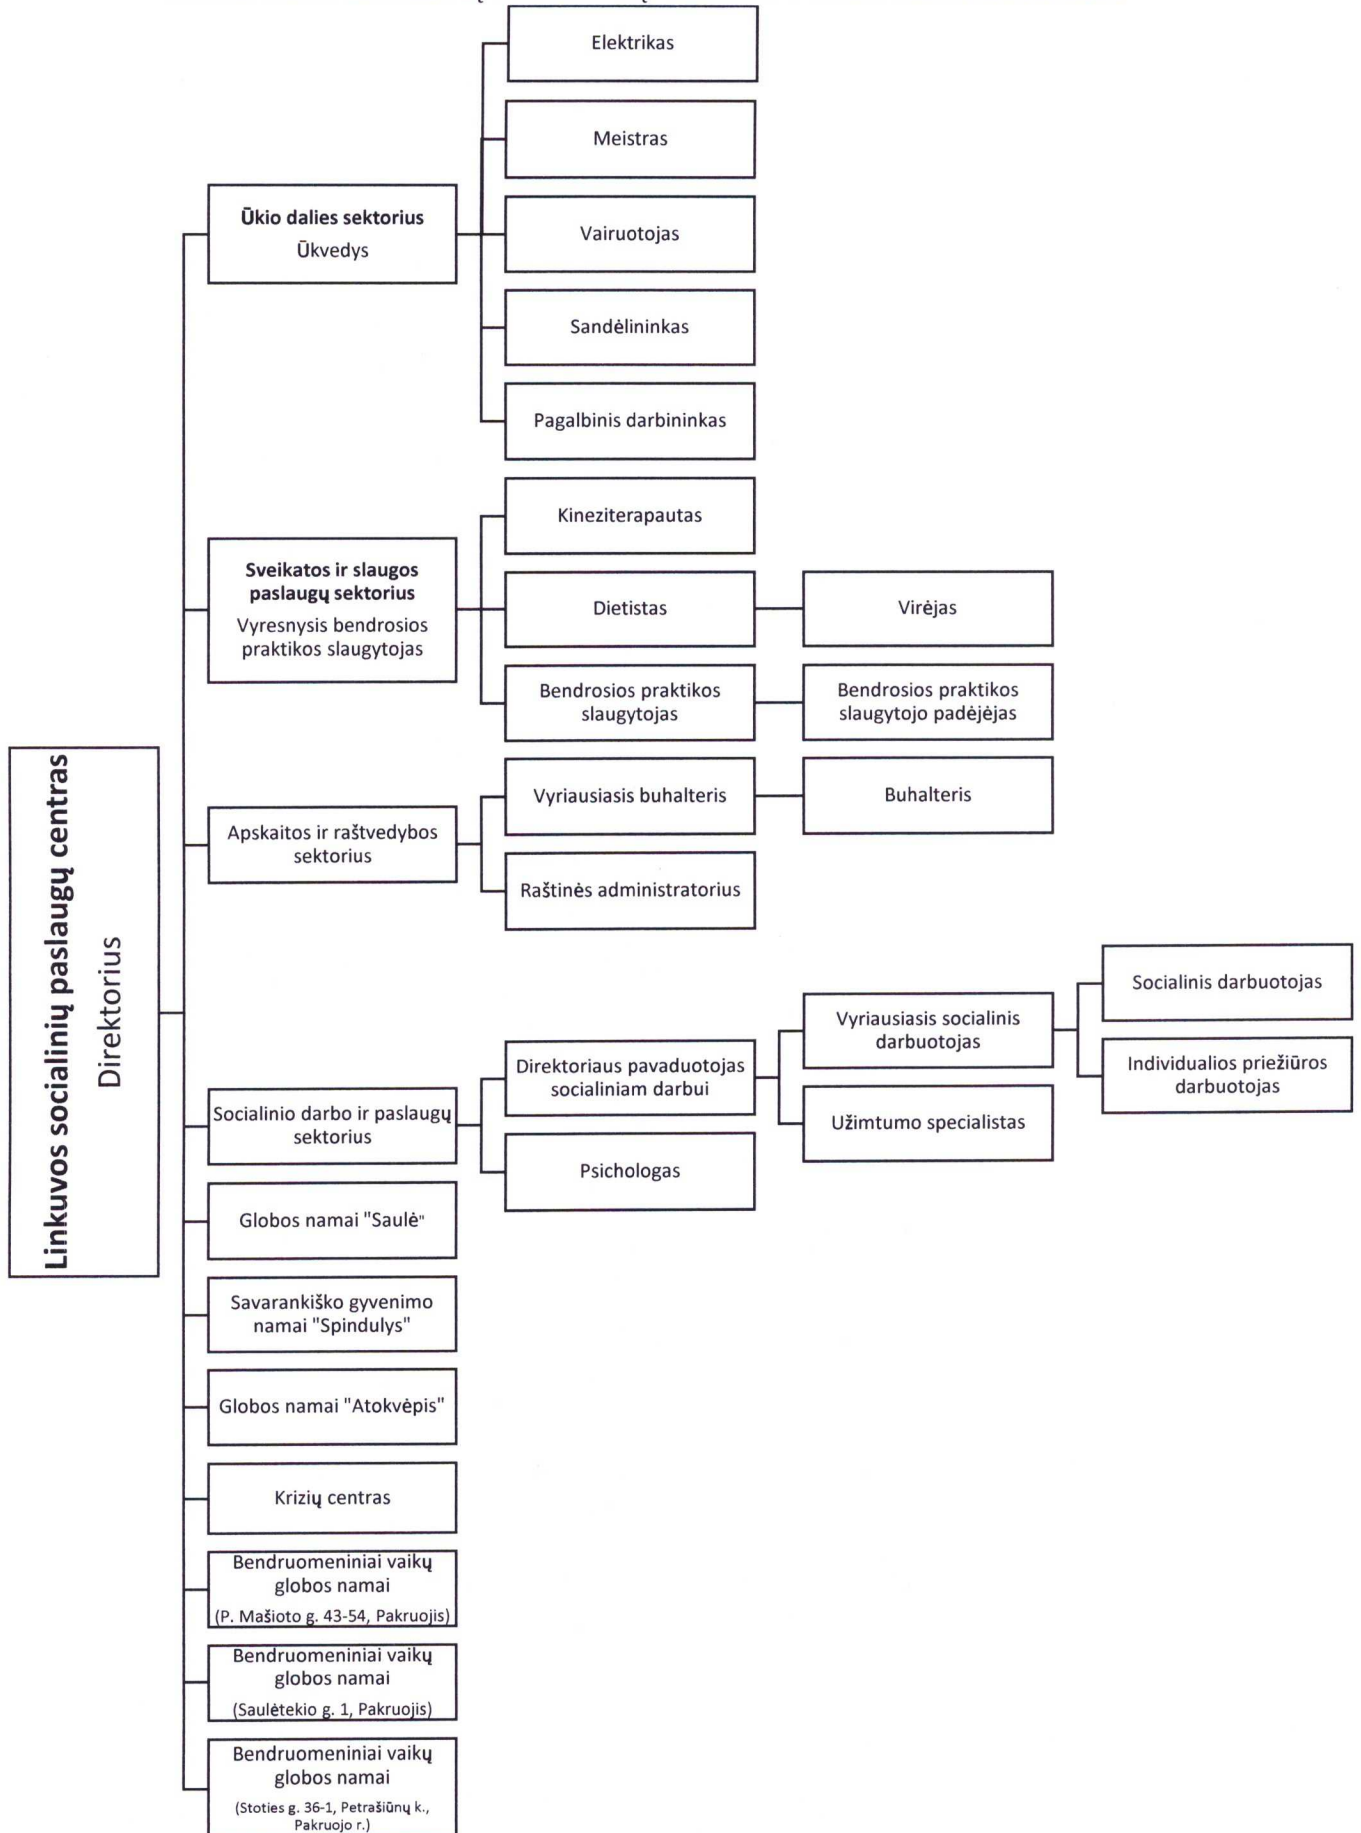 Elektrikas
Meistras
Ūkio dalies sektorius
Ūkvedys
Vairuotojas
Sandėlininkas
Pagalbinis darbininkas
Kineziterapautas
Sveikatos ir slaugos
paslaugų sektorius
Vyresnysis bendrosios
praktikos slaugytojas
Dietistas
Virėjas
Bendrosios praktikos
slaugytojas
Bendrosios praktikos
slaugytojo padėjėjas
Linkuvos socialinių paslaugų centras
Direktorius
Apskaitos ir raštvedybos
sektorius
Vyriausiasis buhalteris
Buhalteris
Raštinės administratorius
Socialinio darbo ir paslaugų
sektorius
Direktoriaus pavaduotojas
socialiniam darbui
Vyriausiasis socialinis
darbuotojas
Socialinis darbuotojas
Individualios priežiūros
darbuotojas
Užimtumo specialistas
Psichologas
Globos namai "Saulė"
Savarankiško gyvenimo
namai "Spindulys"
Globos namai "Atokvėpis"
Krizių centras
Bendruomeniniai vaikų
globos namai
(P. Mašioto g. 43-54, Pakruojis)
Bendruomeniniai vaikų
globos namai
(Saulėtekio g. 1, Pakruojis)
Bendruomeniniai vaikų
globos namai
(Stoties g. 36-1, Petrašiūnų k.,
Pakruojo r.)